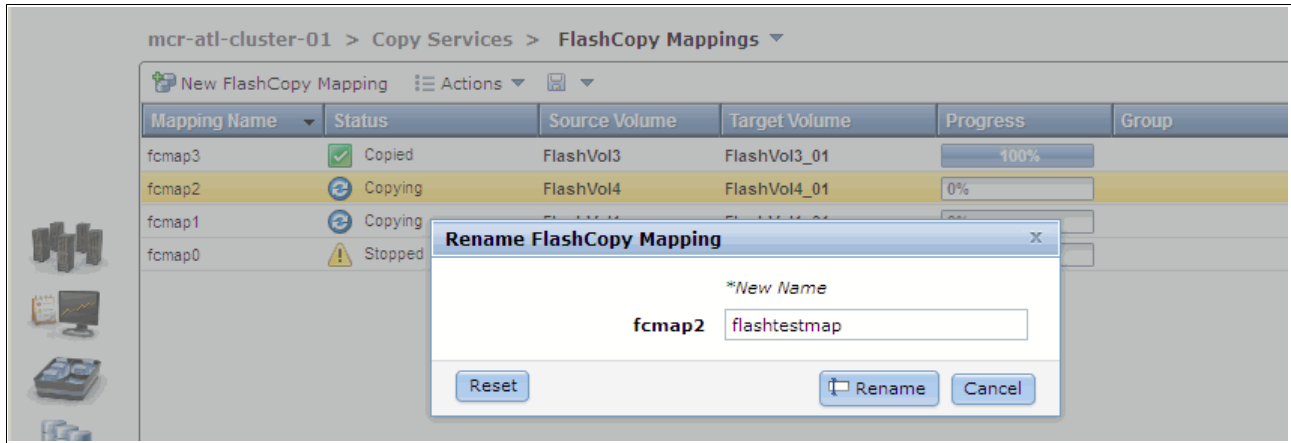 mcr-atl-cluster-01 > Copy Services > FlashCopy Mappings
New FlashCopy Mapping Actions
Mapping Name Status Source Volume Target Volume Progress Group
fcmap3 Copied FlashVol3 FlashVol3_01 100%
fcmap2 Copying FlashVol4 FlashVol4_01 0%
fcmap1 Copying
fcmap0 Stopped
Rename FlashCopy Mapping x
*New Name
fcmap2 flashtestmap
Reset Rename Cancel